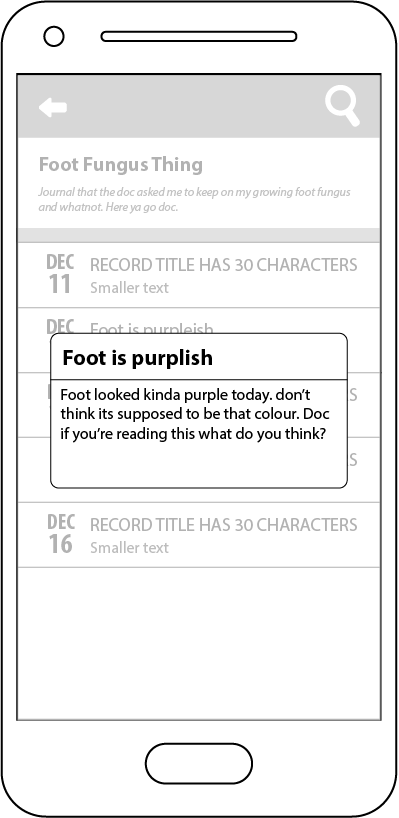 Foot Fungus Thing
Journal that the doc asked me to keep on my growing foot fungus
and whatnot. Here ya go doc.
DEC
11
RECORD TITLE HAS 30 CHARACTERS
Smaller text
DEC
Foot is purpleish
Foot is purplish
Foot looked kinda purple today. don't
think its supposed to be that colour. Doc
if you're reading this what do you think?
S
S
DEC
16
RECORD TITLE HAS 30 CHARACTERS
Smaller text